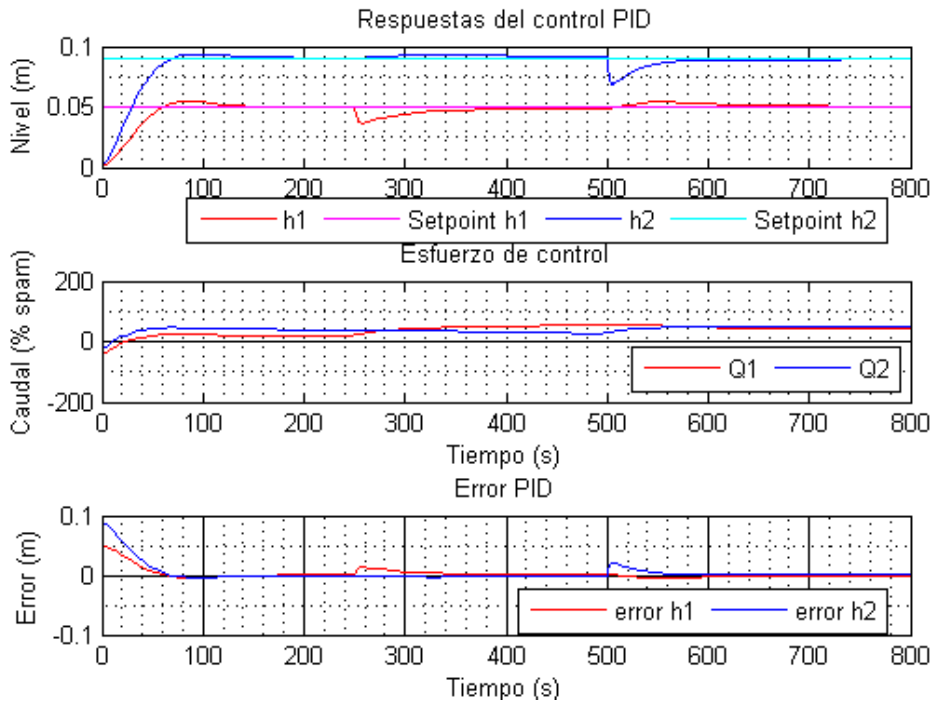 Respuestas del control PID
Nivel (m)
0.1
0.05
0
0 100 200 300 400 500 600 700 800
h1 Setpoint h1 h2 Setpoint h2
Esfuerzo de control
Caudal (% spam)
200
0
-200
0 100 200 300 400 500 600 700 800
Q1 Q2
Tiempo (s)
Error PID
Error (m)
0.1
0
-0.1
0 100 200 300 400 500 600 700 800
error h1 error h2
Tiempo (s)